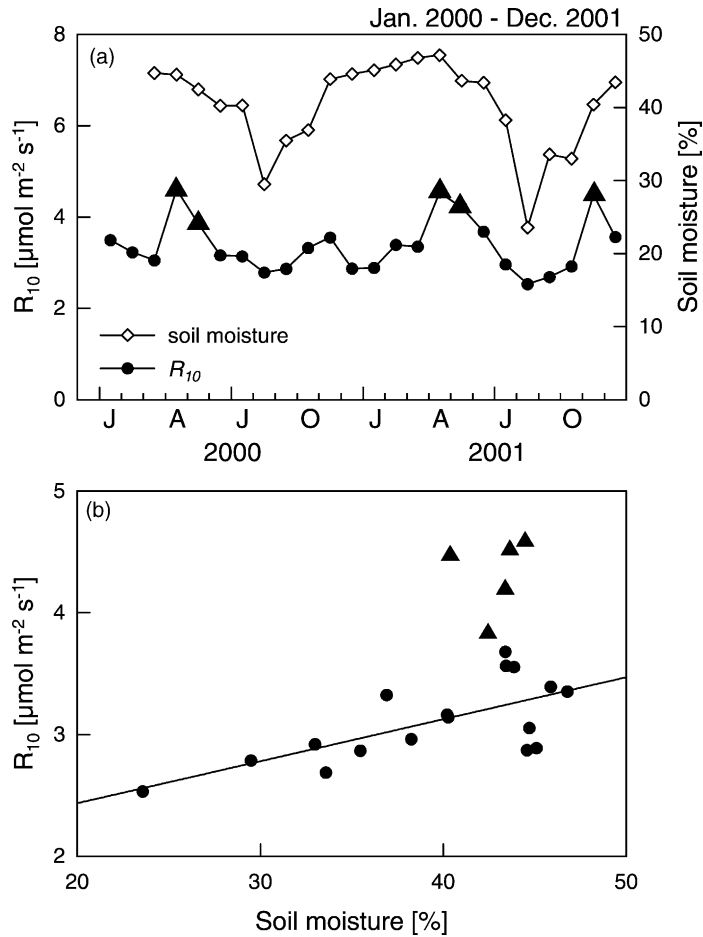 Jan. 2000 - Dec. 2001
(a)
8
6
4
2
0
R10 [µmol m-2 s-1]
50
40
30
20
10
0
Soil moisture [%]
soil moisture
R10
J A J O J A J O
2000 2001
(b)
5
4
3
2
R10 [µmol m-2 s-1]
20 30 40 50
Soil moisture [%]